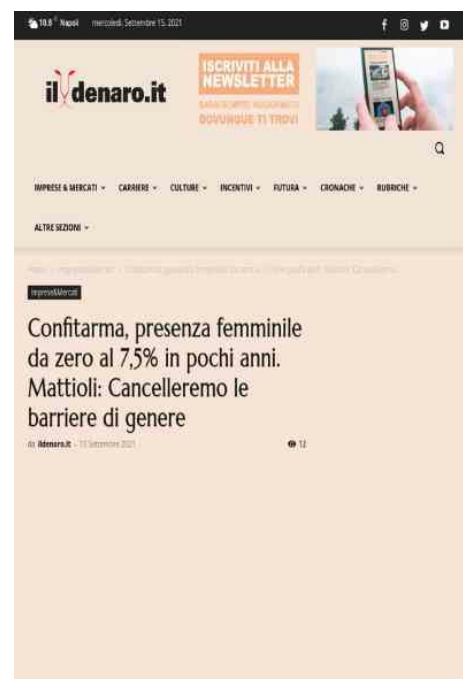 10.8 ° Napoli mercoledì, Settembre 15, 2021
il denaro.it
ISCRIVITI ALLA
NEWSLETTER
DOVUNQUE TI TROVI
IMPRESE & MERCATI CARRIERE CULTURE INCENTIVI FUTURA CRONACHE RUBRICHE
ALTRE SEZIONI
Imprese&Mercati
Confitarma, presenza femminile
da zero al 7,5% in pochi anni.
Mattioli: Cancelleremo le
barriere di genere
da ildenaro.it - 15 Settembre 2021 12